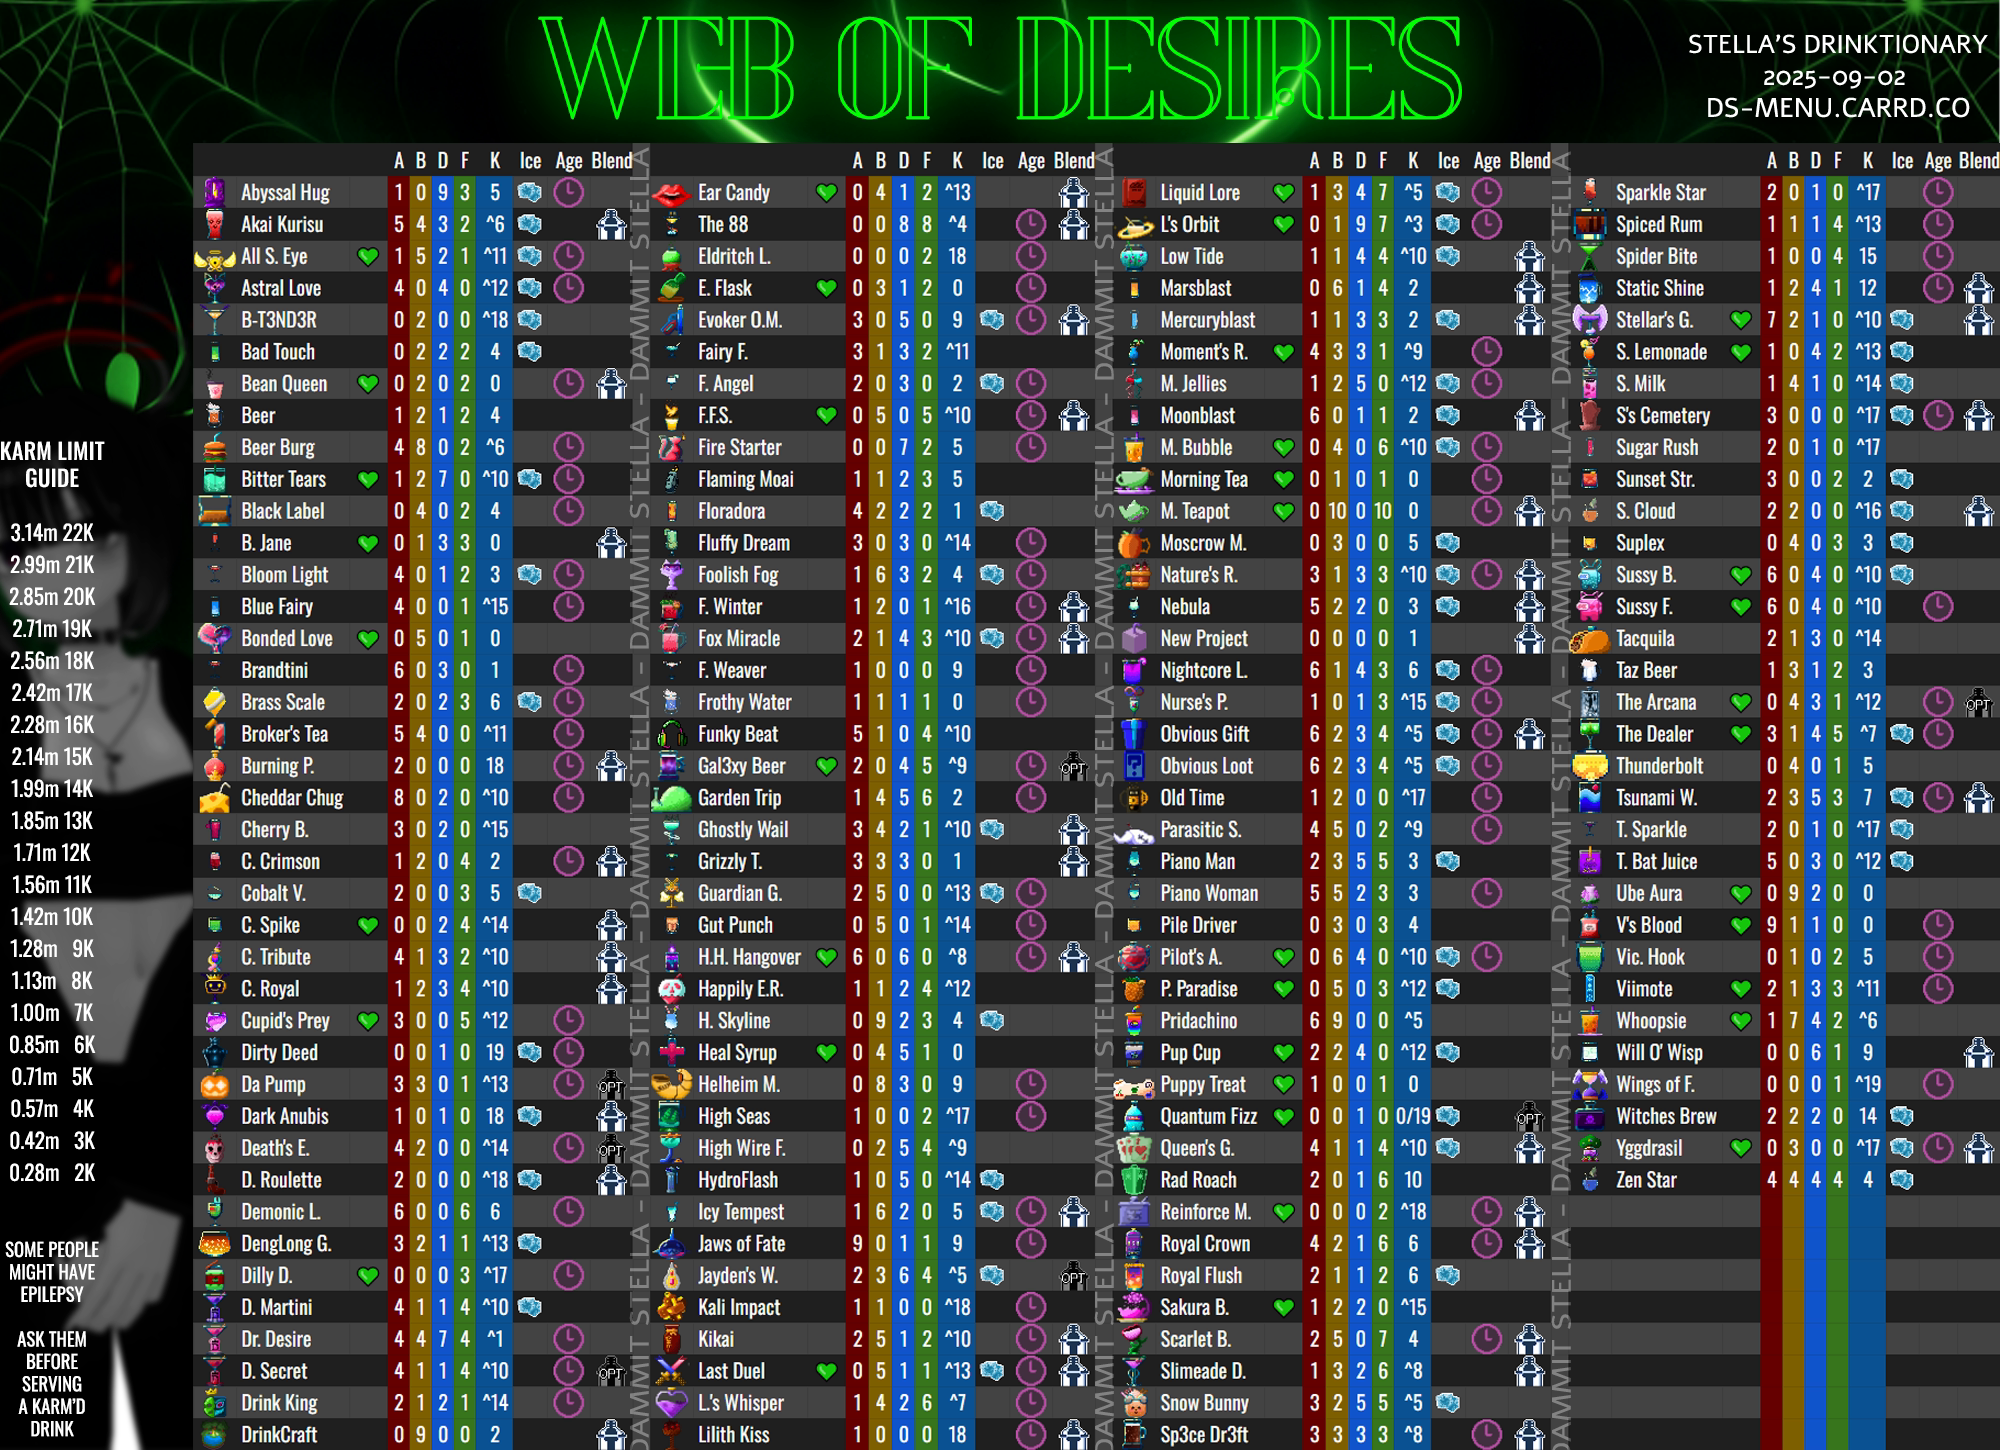 WEB OF DESIRES
STELLA'S DRINKTIONARY
2025-09-02
DS-MENU.CARRD.CO
KARM LIMIT
GUIDE
3.14m 22K
2.99m 21K
2.85m 20K
2.71m 19K
2.56m 18K
2.42m 17K
2.28m 16K
2.14m 15K
1.99m 14K
1.85m 13K
1.71m 12K
1.56m 11K
1.42m 10K
1.28m 9K
1.13m 8K
1.00m 7K
0.85m 6K
0.71m 5K
0.57m 4K
0.42m 3K
0.28m 2K
SOME PEOPLE
MIGHT HAVE
EPILEPSY
ASK THEM
BEFORE
SERVING
A KARM'D
DRINK
A B D F K Ice Age Blend
Abyssal Hug 1 0 9 3 5
Akai Kurisu 5 4 3 2 ^6
All S. Eye 1 5 2 1 ^11
Astral Love 4 0 4 0 ^12
B-T3ND3R 0 2 0 0 ^18
Bad Touch 0 2 2 2 4
Bean Queen 0 2 0 2 0
Beer 1 2 1 2 4
Beer Burg 4 8 0 2 ^6
Bitter Tears 1 2 7 0 ^10
Black Label 0 4 0 2 4
B. Jane 0 1 3 3 0
Bloom Light 4 0 1 2 3
Blue Fairy 4 0 0 1 ^15
Bonded Love 0 5 0 1 0
Brandtini 6 0 3 0 1
Brass Scale 2 0 2 3 6
Broker's Tea 5 4 0 0 ^11
Burning P. 2 0 0 0 18
Cheddar Chug 8 0 2 0 ^10
Cherry B. 3 0 2 0 ^15
C. Crimson 1 2 0 4 2
Cobalt V. 2 0 0 3 5
C. Spike 0 0 2 4 ^14
C. Tribute 4 1 3 2 ^10
C. Royal 1 2 3 4 ^10
Cupid's Prey 3 0 0 5 ^12
Dirty Deed 0 0 1 0 19
Da Pump 3 3 0 1 ^13 OPT
Dark Anubis 1 0 1 0 18
Death's E. 4 2 0 0 ^14 OPT
D. Roulette 2 0 0 0 ^18
Demonic L. 6 0 0 6 6
DengLong G. 3 2 1 1 ^13
Dilly D. 0 0 0 3 ^17
D. Martini 4 1 1 4 ^10
Dr. Desire 4 4 7 4 ^1
D. Secret 4 1 1 4 ^10 OPT
Drink King 2 1 2 1 ^14
DrinkCraft 0 9 0 0 2
DAMMIT STELLA - DAMMIT STELLA - DAMMIT STELLA - DAMMIT STELLA
A B D F K Ice Age Blend
Ear Candy 0 4 1 2 ^13
The 88 0 0 8 8 ^4
Eldritch L. 0 0 0 2 18
E. Flask 0 3 1 2 0
Evoker O.M. 3 0 5 0 9
Fairy F. 3 1 3 2 ^11
F. Angel 2 0 3 0 2
F.F.S. 0 5 0 5 ^10
Fire Starter 0 0 7 2 5
Flaming Moai 1 1 2 3 5
Floradora 4 2 2 2 1
Fluffy Dream 3 0 3 0 ^14
Foolish Fog 1 6 3 2 4
F. Winter 1 2 0 1 ^16
Fox Miracle 2 1 4 3 ^10
F. Weaver 1 0 0 0 9
Frothy Water 1 1 1 1 0
Funky Beat 5 1 0 4 ^10
Gal3xy Beer 2 0 4 5 ^9 OPT
Garden Trip 1 4 5 6 2
Ghostly Wail 3 4 2 1 ^10
Grizzly T. 3 3 3 0 1
Guardian G. 2 5 0 0 ^13
Gut Punch 0 5 0 1 ^14
H.H. Hangover 6 0 6 0 ^8
Happily E.R. 1 1 2 4 ^12
H. Skyline 0 9 2 3 4
Heal Syrup 0 4 5 1 0
Helheim M. 0 8 3 0 9
High Seas 1 0 0 2 ^17
High Wire F. 0 2 5 4 ^9
HydroFlash 1 0 5 0 ^14
Icy Tempest 1 6 2 0 5
Jaws of Fate 9 0 1 1 9
Jayden's W. 2 3 6 4 ^5 OPT
Kali Impact 1 1 0 0 ^18
Kikai 2 5 1 2 ^10
Last Duel 0 5 1 1 ^13
L.'s Whisper 1 4 2 6 ^7
Lilith Kiss 1 0 0 0 18
DAMMIT STELLA - DAMMIT STELLA - DAMMIT STELLA - DAMMIT STELLA
A B D F K Ice Age Blend
Liquid Lore 1 3 4 7 ^5
L's Orbit 0 1 9 7 ^3
Low Tide 1 1 4 4 ^10
Marsblast 0 6 1 4 2
Mercuryblast 1 1 3 3 2
Moment's R. 4 3 3 1 ^9
M. Jellies 1 2 5 0 ^12
Moonblast 6 0 1 1 2
M. Bubble 0 4 0 6 ^10
Morning Tea 0 1 0 1 0
M. Teapot 0 10 0 10 0
Moscrow M. 0 3 0 0 5
Nature's R. 3 1 3 3 ^10
Nebula 5 2 2 0 3
New Project 0 0 0 0 1
Nightcore L. 6 1 4 3 6
Nurse's P. 1 0 1 3 ^15
Obvious Gift 6 2 3 4 ^5
Obvious Loot 6 2 3 4 ^5
Old Time 1 2 0 0 ^17
Parasitic S. 4 5 0 2 ^9
Piano Man 2 3 5 5 3
Piano Woman 5 5 2 3 3
Pile Driver 0 3 0 3 4
Pilot's A. 0 6 4 0 ^10
P. Paradise 0 5 0 3 ^12
Pridachino 6 9 0 0 ^5
Pup Cup 2 2 4 0 ^12
Puppy Treat 1 0 0 1 0
Quantum Fizz 0 0 1 0 0/19 OPT
Queen's G. 4 1 1 4 ^10
Rad Roach 2 0 1 6 10
Reinforce M. 0 0 0 2 ^18
Royal Crown 4 2 1 6 6
Royal Flush 2 1 1 2 6
Sakura B. 1 2 2 0 ^15
Scarlet B. 2 5 0 7 4
Slimeade D. 1 3 2 6 ^8
Snow Bunny 3 2 5 5 ^5
Sp3ce Dr3ft 3 3 3 3 ^8
DAMMIT STELLA - DAMMIT STELLA - DAMMIT STELLA - DAMMIT STELLA
A B D F K Ice Age Blend
Sparkle Star 2 0 1 0 ^17
Spiced Rum 1 1 1 4 ^13
Spider Bite 1 0 0 4 15
Static Shine 1 2 4 1 12
Stellar's G. 7 2 1 0 ^10
S. Lemonade 1 0 4 2 ^13
S. Milk 1 4 1 0 ^14
S's Cemetery 3 0 0 0 ^17
Sugar Rush 2 0 1 0 ^17
Sunset Str. 3 0 0 2 2
S. Cloud 2 2 0 0 ^16
Suplex 0 4 0 3 3
Sussy B. 6 0 4 0 ^10
Sussy F. 6 0 4 0 ^10
Tacquila 2 1 3 0 ^14
Taz Beer 1 3 1 2 3
The Arcana 0 4 3 1 ^12 OPT
The Dealer 3 1 4 5 ^7
Thunderbolt 0 4 0 1 5
Tsunami W. 2 3 5 3 7
T. Sparkle 2 0 1 0 ^17
T. Bat Juice 5 0 3 0 ^12
Ube Aura 0 9 2 0 0
V's Blood 9 1 1 0 0
Vic. Hook 0 1 0 2 5
Viimote 2 1 3 3 ^11
Whoopsie 1 7 4 2 ^6
Will O' Wisp 0 0 6 1 9
Wings of F. 0 0 0 1 ^19
Witches Brew 2 2 2 0 14
Yggdrasil 0 3 0 0 ^17
Zen Star 4 4 4 4 4